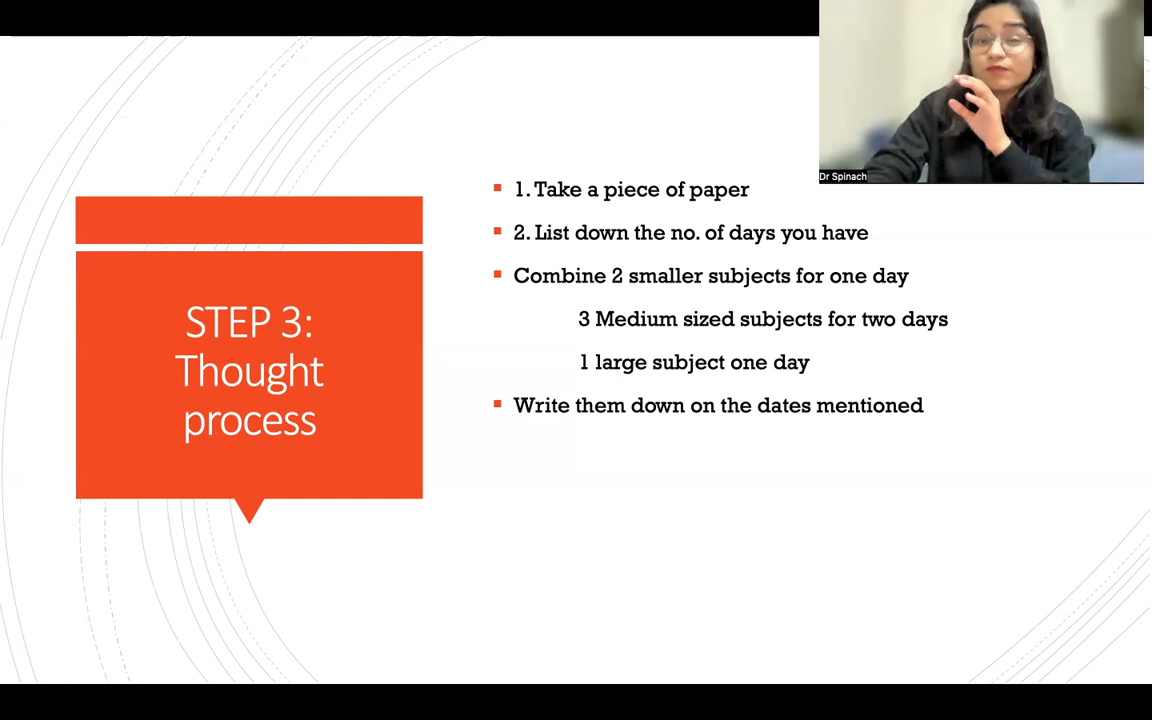 Dr Spinach
STEP 3:
Thought
process
1. Take a piece of paper
2. List down the no. of days you have
Combine 2 smaller subjects for one day
3 Medium sized subjects for two days
1 large subject one day
Write them down on the dates mentioned